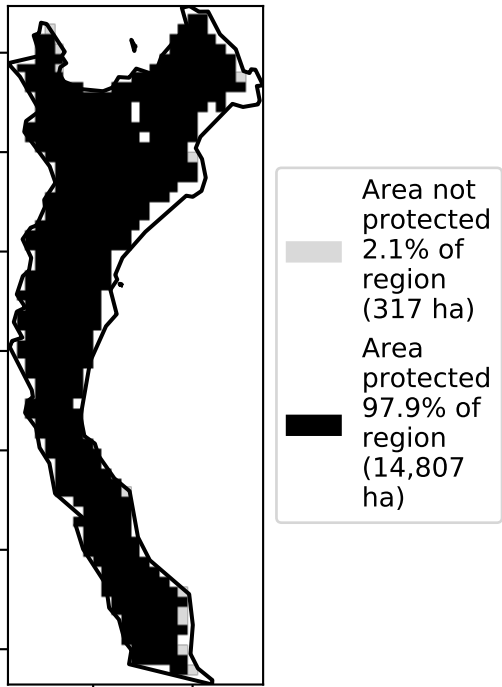 Area not
protected
2.1% of
region
(317 ha)
Area
protected
97.9% of
region
(14,807
ha)